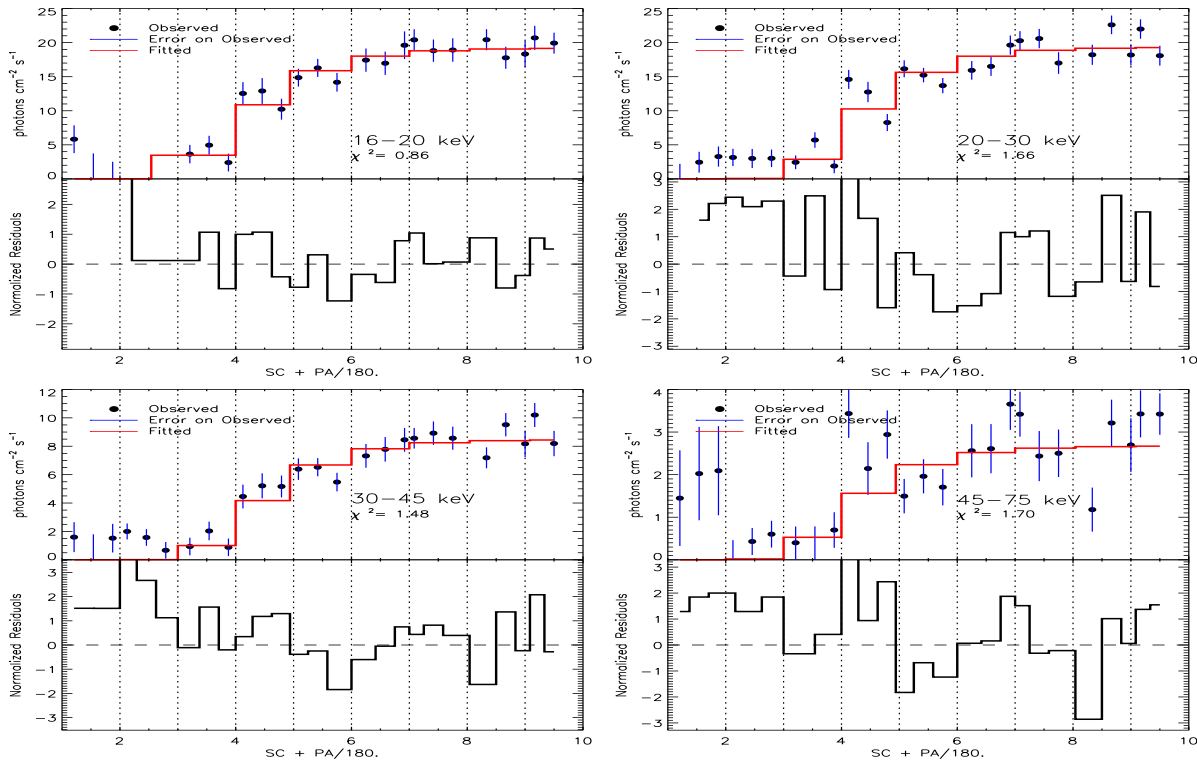 25
20
15
10
5
0
photons cm⁻² s⁻¹
Observed
Error on Observed
Fitted
16−20 keV
χ ²= 0.86
2
1
0
−1
−2
Normalized Residuals
2 4 6 8 10
SC + PA/180.
25
20
15
10
5
0
photons cm⁻² s⁻¹
Observed
Error on Observed
Fitted
20−30 keV
χ ²= 1.66
3
2
1
0
−1
−2
−3
Normalized Residuals
2 4 6 8 10
SC + PA/180.
12
10
8
6
4
2
0
photons cm⁻² s⁻¹
Observed
Error on Observed
Fitted
30−45 keV
χ ²= 1.48
3
2
1
0
−1
−2
−3
Normalized Residuals
2 4 6 8 10
SC + PA/180.
4
3
2
1
0
photons cm⁻² s⁻¹
Observed
Error on Observed
Fitted
45−75 keV
χ ²= 1.70
3
2
1
0
−1
−2
−3
Normalized Residuals
2 4 6 8 10
SC + PA/180.